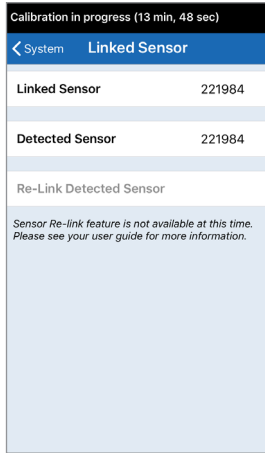 Calibration in progress (13 min, 48 sec)
System Linked Sensor
Linked Sensor 221984
Detected Sensor 221984
Re-Link Detected Sensor
Sensor Re-link feature is not available at this time.
Please see your user guide for more information.